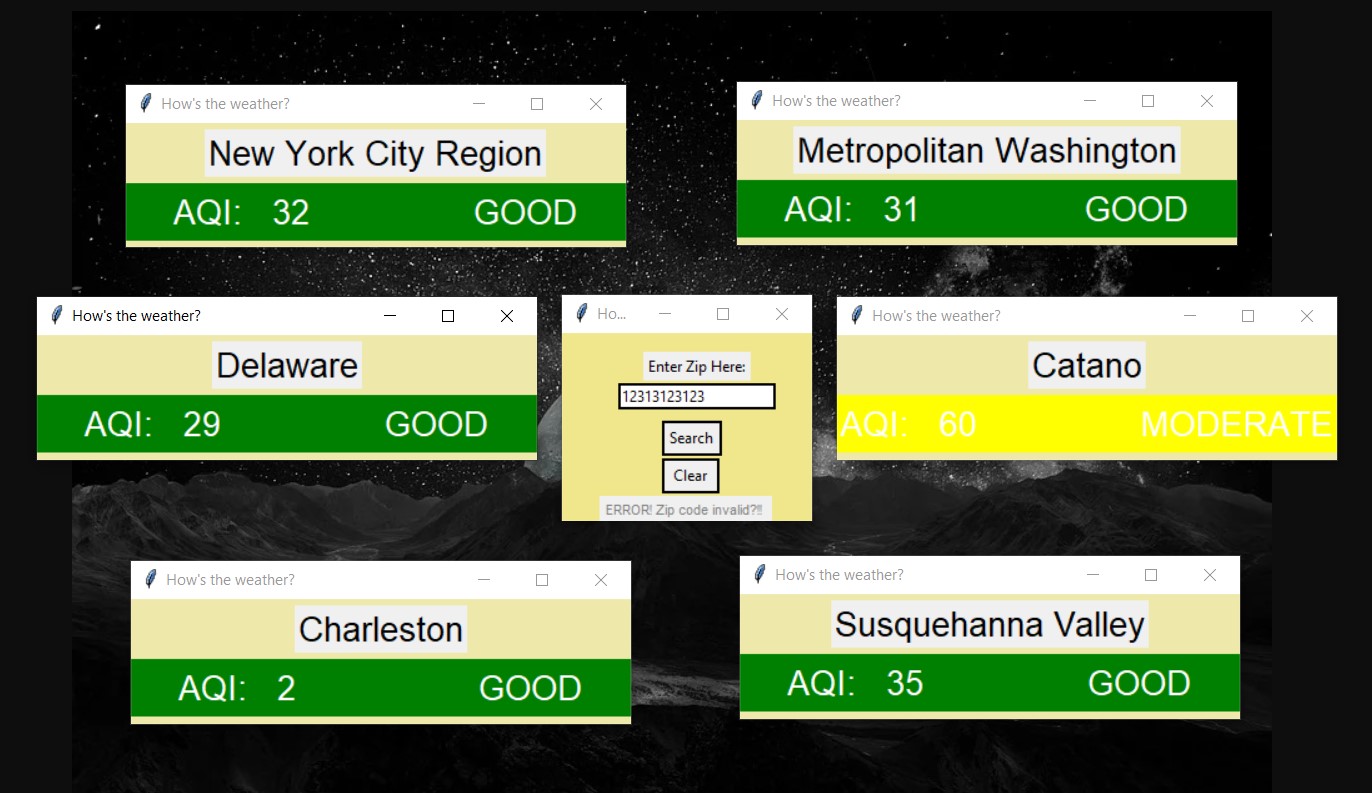 How's the weather?
New York City Region
AQI: 32 GOOD
How's the weather?
Metropolitan Washington
AQI: 31 GOOD
How's the weather?
Delaware
AQI: 29 GOOD
Ho...
Enter Zip Here:
12313123123
Search
Clear
ERROR! Zip code invalid?!!
How's the weather?
Catano
AQI: 60 MODERATE
How's the weather?
Charleston
AQI: 2 GOOD
How's the weather?
Susquehanna Valley
AQI: 35 GOOD